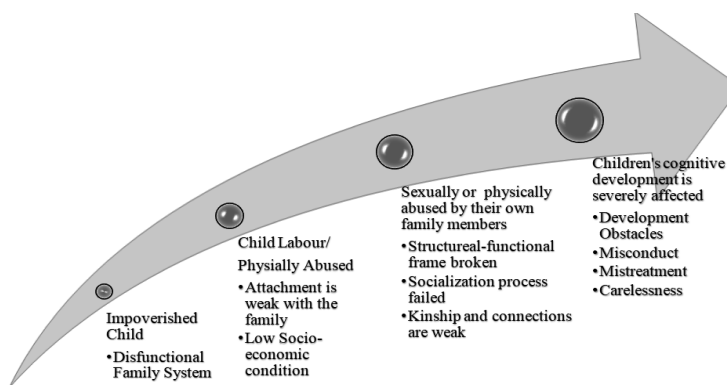 Impoverished
Child
•Disfunctional
Family System
Child Labour/
Physially Abused
•Attachment is
weak with the
family
•Low Socio-
economic
condition
Sexually or physically
abused by their own
family members
•Structureal-functional
frame broken
•Socialization process
failed
•Kinship and connections
are weak
Children's cognitive
development is
severely affected
•Development
Obstacles
•Misconduct
•Mistreatment
•Carelessness